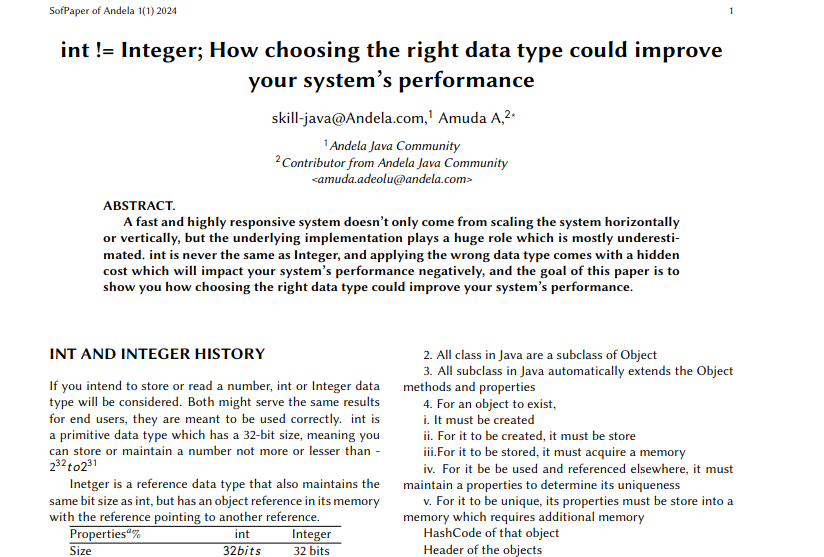 SofPaper of Andela 1(1) 2024
1
int != Integer; How choosing the right data type could improve
your system's performance
skill-java@Andela.com,1 Amuda A,2*
1 Andela Java Community
2 Contributor from Andela Java Community
<amuda.adeolu@andela.com>
ABSTRACT.
A fast and highly responsive system doesn't only come from scaling the system horizontally
or vertically, but the underlying implementation plays a huge role which is mostly underesti-
mated. int is never the same as Integer, and applying the wrong data type comes with a hidden
cost which will impact your system's performance negatively, and the goal of this paper is to
show you how choosing the right data type could improve your system's performance.
INT AND INTEGER HISTORY
If you intend to store or read a number, int or Integer data
type will be considered. Both might serve the same results
for end users, they are meant to be used correctly. int is
a primitive data type which has a 32-bit size, meaning you
can store or maintain a number not more or lesser than -
2^32to2^31
Inetger is a reference data type that also maintains the
same bit size as int, but has an object reference in its memory
with the reference pointing to another reference.
Properties^a% int Integer
Size 32bits 32 bits
2. All class in Java are a subclass of Object
3. All subclass in Java automatically extends the Object
methods and properties
4. For an object to exist,
i. It must be created
ii. For it to be created, it must be store
iii.For it to be stored, it must acquire a memory
iv. For it be be used and referenced elsewhere, it must
maintain a properties to determine its uniqueness
v. For it to be unique, its properties must be store into a
memory which requires additional memory
HashCode of that object
Header of the objects